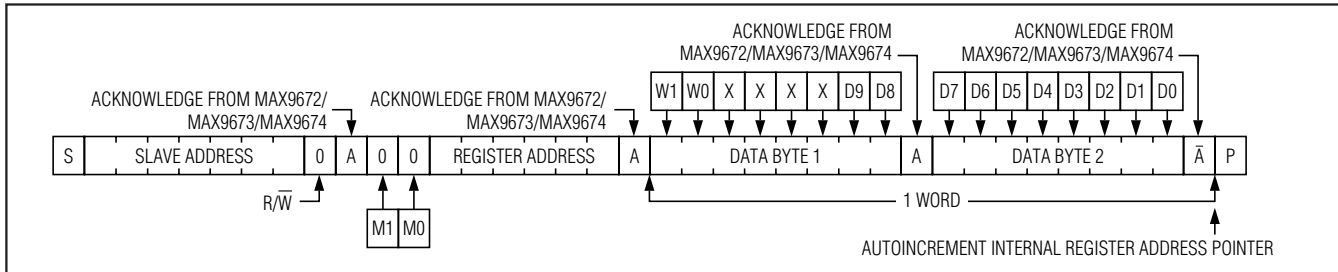 ACKNOWLEDGE FROM
MAX9672/MAX9673/MAX9674
ACKNOWLEDGE FROM
MAX9672/MAX9673/MAX9674
W1 W0 X X X X D9 D8
D7 D6 D5 D4 D3 D2 D1 D0
ACKNOWLEDGE FROM MAX9672/
MAX9673/MAX9674
ACKNOWLEDGE FROM MAX9672/
MAX9673/MAX9674
S SLAVE ADDRESS 0 A 0 0 REGISTER ADDRESS A DATA BYTE 1 A DATA BYTE 2 A̅ P
R/W̅
1 WORD
M1 M0
AUTOINCREMENT INTERNAL REGISTER ADDRESS POINTER